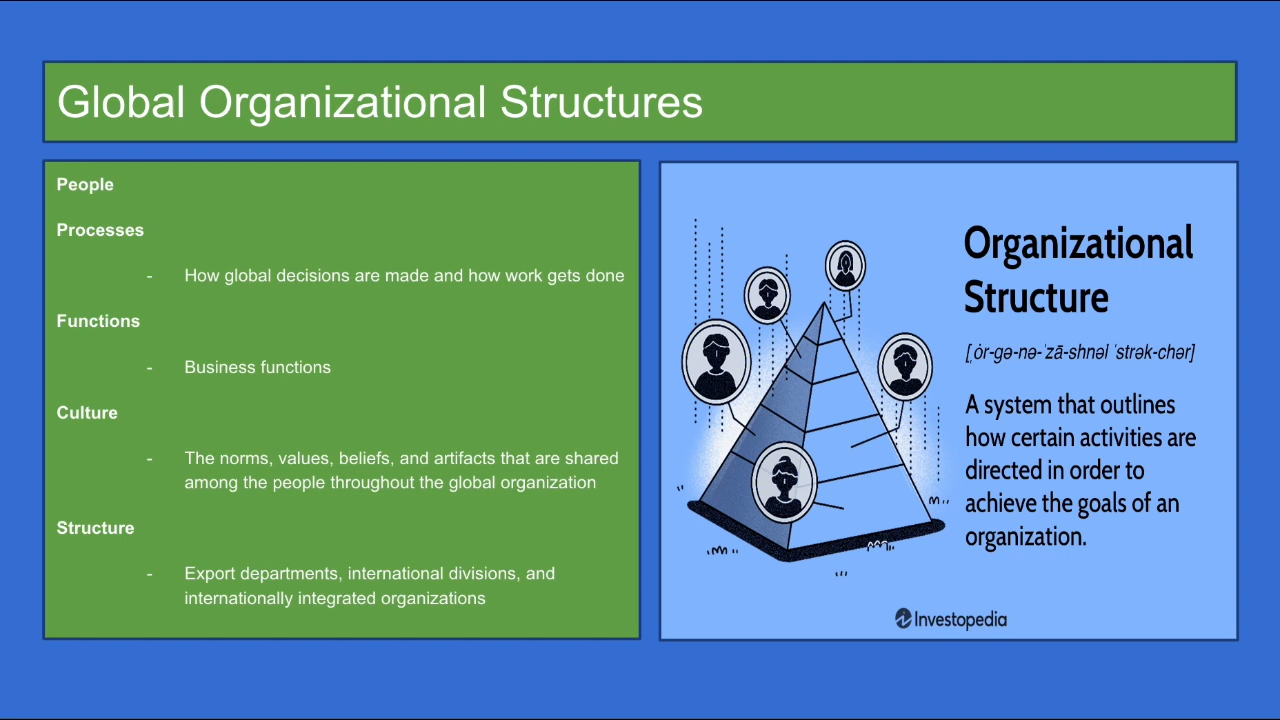 Global Organizational Structures
People
Processes
- How global decisions are made and how work gets done
Functions
- Business functions
Culture
- The norms, values, beliefs, and artifacts that are shared
among the people throughout the global organization
Structure
- Export departments, international divisions, and
internationally integrated organizations
Organizational
Structure
[ˌȯr-gə-nə-ˈzā-shnəl ˈstrək-chər]
A system that outlines
how certain activities are
directed in order to
achieve the goals of an
organization.
Investopedia